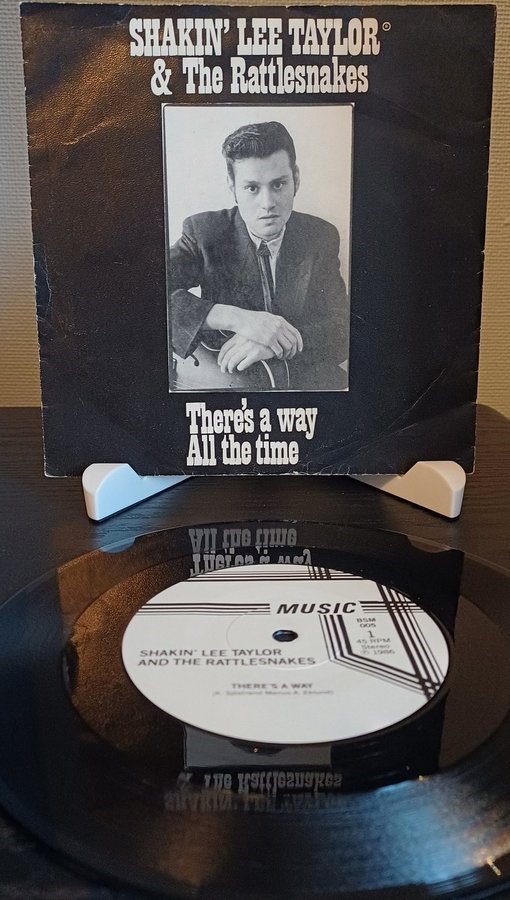 SHAKIN' LEE TAYLOR®
& The Rattlesnakes
There's a way
All the time
MUSIC
BSM
005
1
45 RPM
Stereo
℗ 1986
SHAKIN' LEE TAYLOR
AND THE RATTLESNAKES
THERE'S A WAY